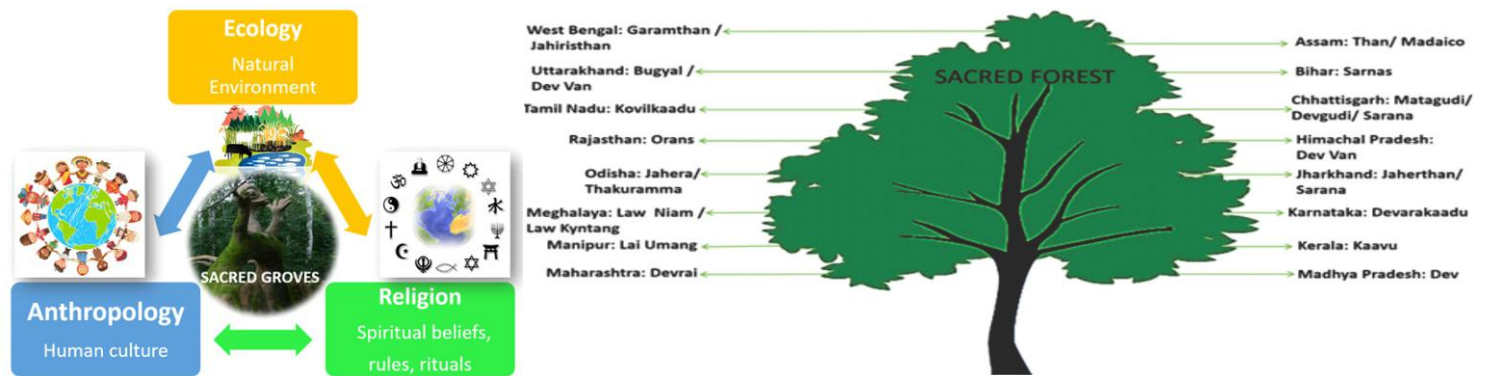 Ecology
Natural
Environment
SACRED GROVES
Anthropology
Human culture
Religion
Spiritual beliefs,
rules, rituals
SACRED FOREST
West Bengal: Garamthan /
Jahiristhan
Uttarakhand: Bugyal /
Dev Van
Tamil Nadu: Kovilkaadu
Rajasthan: Orans
Odisha: Jahera/
Thakuramma
Meghalaya: Law Niam /
Law Kyntang
Manipur: Lai Umang
Maharashtra: Devrai
Assam: Than/ Madaico
Bihar: Sarnas
Chhattisgarh: Matagudi/
Devgudi/ Sarana
Himachal Pradesh:
Dev Van
Jharkhand: Jaherthan/
Sarana
Karnataka: Devarakaadu
Kerala: Kaavu
Madhya Pradesh: Dev